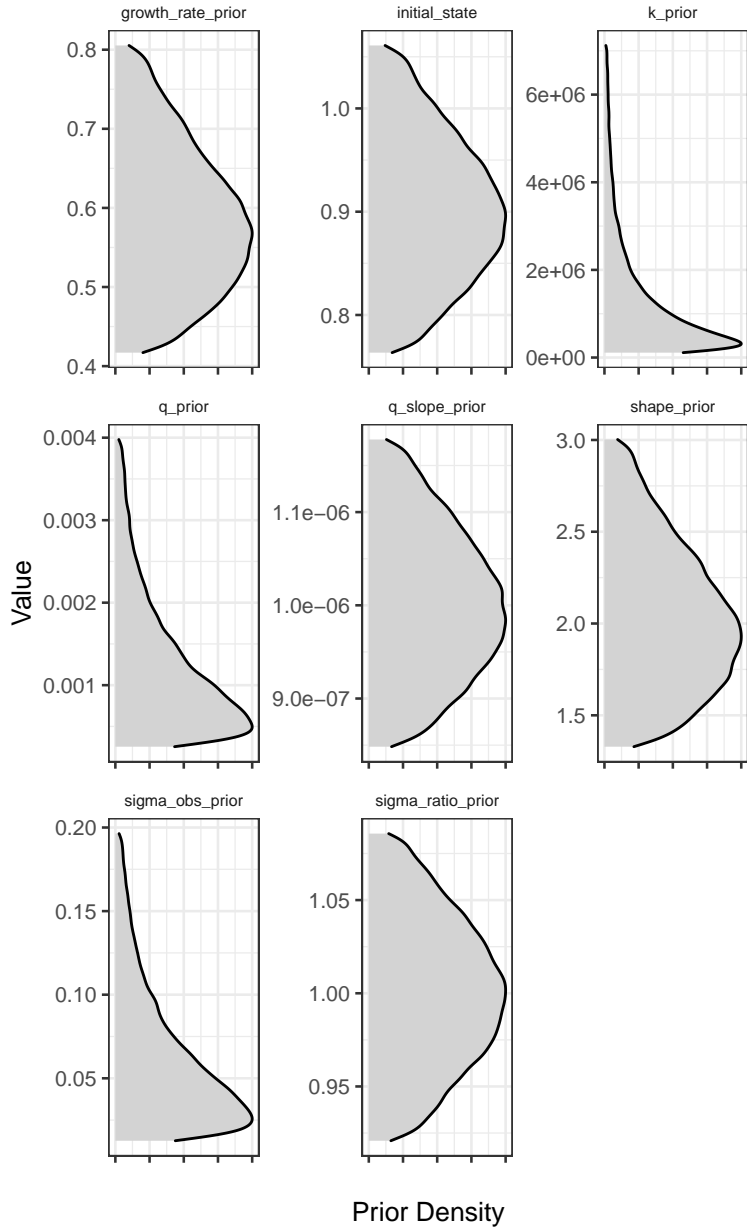 growth_rate_prior
0.8
0.7
0.6
0.5
0.4
initial_state
1.0
0.9
0.8
k_prior
6e+06
4e+06
2e+06
0e+00
q_prior
0.004
0.003
0.002
0.001
q_slope_prior
1.1e−06
1.0e−06
9.0e−07
shape_prior
3.0
2.5
2.0
1.5
Value
sigma_obs_prior
0.20
0.15
0.10
0.05
sigma_ratio_prior
1.05
1.00
0.95
Prior Density